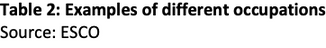 Table 2: Examples of different occupations
Source: ESCO